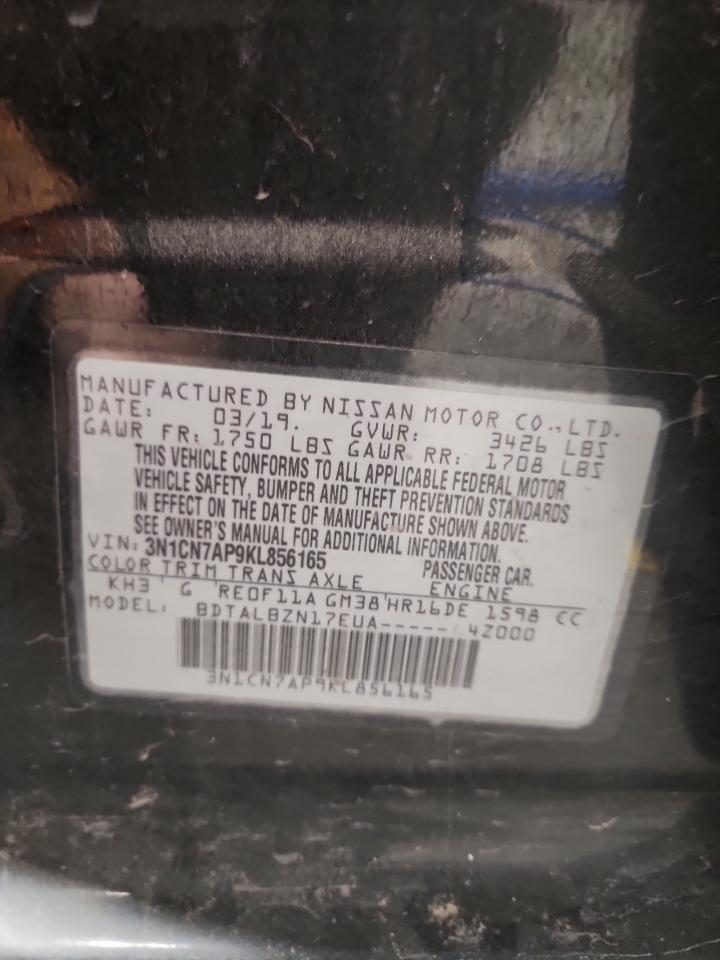 MANUFACTURED BY NISSAN MOTOR CO.,LTD.
DATE: 03/19. GVWR: 3426 LBS
GAWR FR: 1750 LBS GAWR RR: 1708 LBS
THIS VEHICLE CONFORMS TO ALL APPLICABLE FEDERAL MOTOR
VEHICLE SAFETY, BUMPER AND THEFT PREVENTION STANDARDS
IN EFFECT ON THE DATE OF MANUFACTURE SHOWN ABOVE.
SEE OWNER'S MANUAL FOR ADDITIONAL INFORMATION.
VIN: 3N1CN7AP9KL856165 PASSENGER CAR.
COLOR TRIM TRANS AXLE ENGINE
KH3 ' G 'RE0F11A GM38'HR16DE 1598 CC
MODEL: BDTALBZN17EUA-----: 4Z000
3N1CN7AP9KL856165